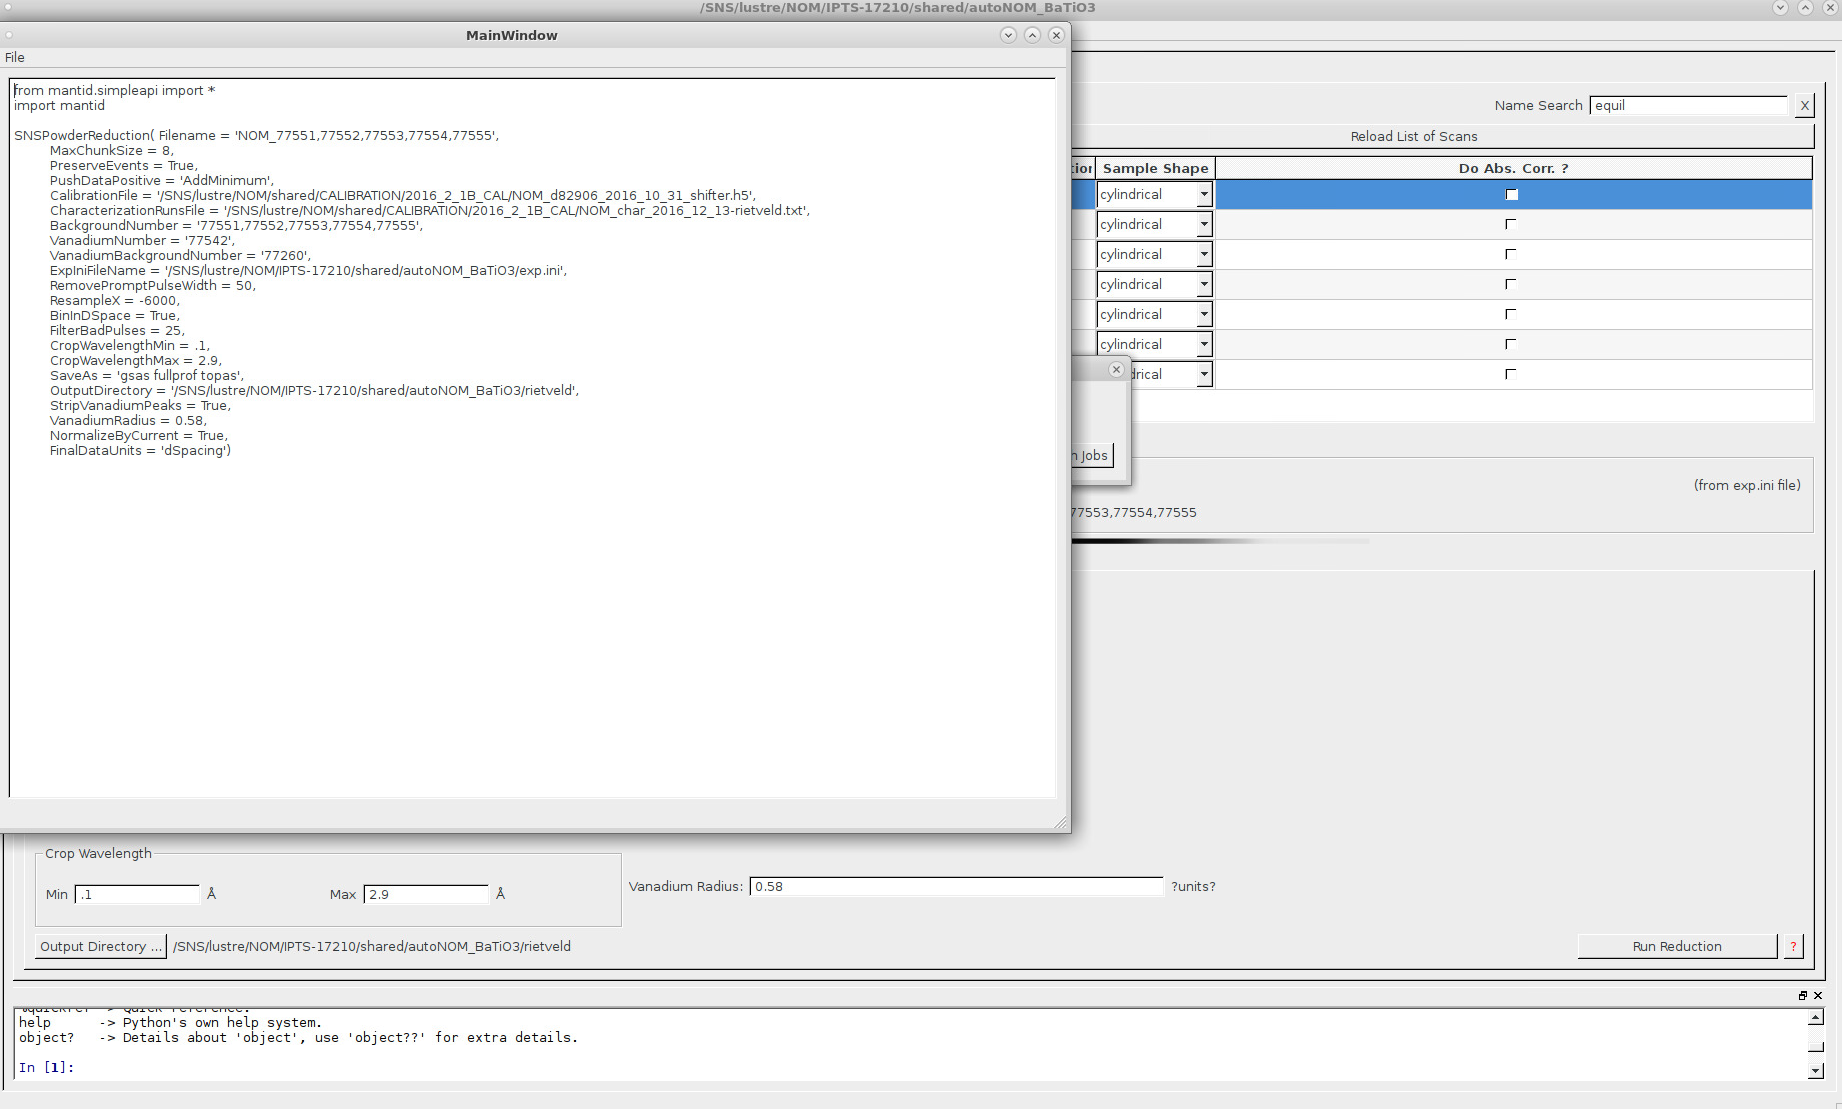 /SNS/lustre/NOM/IPTS-17210/shared/autoNOM_BaTiO3
MainWindow
File
from mantid.simpleapi import *
import mantid
SNSPowderReduction( Filename = 'NOM_77551,77552,77553,77554,77555',
MaxChunkSize = 8,
PreserveEvents = True,
PushDataPositive = 'AddMinimum',
CalibrationFile = '/SNS/lustre/NOM/shared/CALIBRATION/2016_2_1B_CAL/NOM_d82906_2016_10_31_shifter.h5',
CharacterizationRunsFile = '/SNS/lustre/NOM/shared/CALIBRATION/2016_2_1B_CAL/NOM_char_2016_12_13-rietveld.txt',
BackgroundNumber = '77551,77552,77553,77554,77555',
VanadiumNumber = '77542',
VanadiumBackgroundNumber = '77260',
ExpIniFileName = '/SNS/lustre/NOM/IPTS-17210/shared/autoNOM_BaTiO3/exp.ini',
RemovePromptPulseWidth = 50,
ResampleX = -6000,
BinInDSpace = True,
FilterBadPulses = 25,
CropWavelengthMin = .1,
CropWavelengthMax = 2.9,
SaveAs = 'gsas fullprof topas',
OutputDirectory = '/SNS/lustre/NOM/IPTS-17210/shared/autoNOM_BaTiO3/rietveld',
StripVanadiumPeaks = True,
VanadiumRadius = 0.58,
NormalizeByCurrent = True,
FinalDataUnits = 'dSpacing')
Name Search equil X
Reload List of Scans
tion Sample Shape Do Abs. Corr. ?
cylindrical
cylindrical
cylindrical
cylindrical
cylindrical
cylindrical
drical
h Jobs
(from exp.ini file)
77553,77554,77555
Crop Wavelength
Min .1 Å Max 2.9 Å
Vanadium Radius: 0.58 ?units?
Output Directory ... /SNS/lustre/NOM/IPTS-17210/shared/autoNOM_BaTiO3/rietveld
Run Reduction ?
help -> Python's own help system.
object? -> Details about 'object', use 'object??' for extra details.
In [1]: